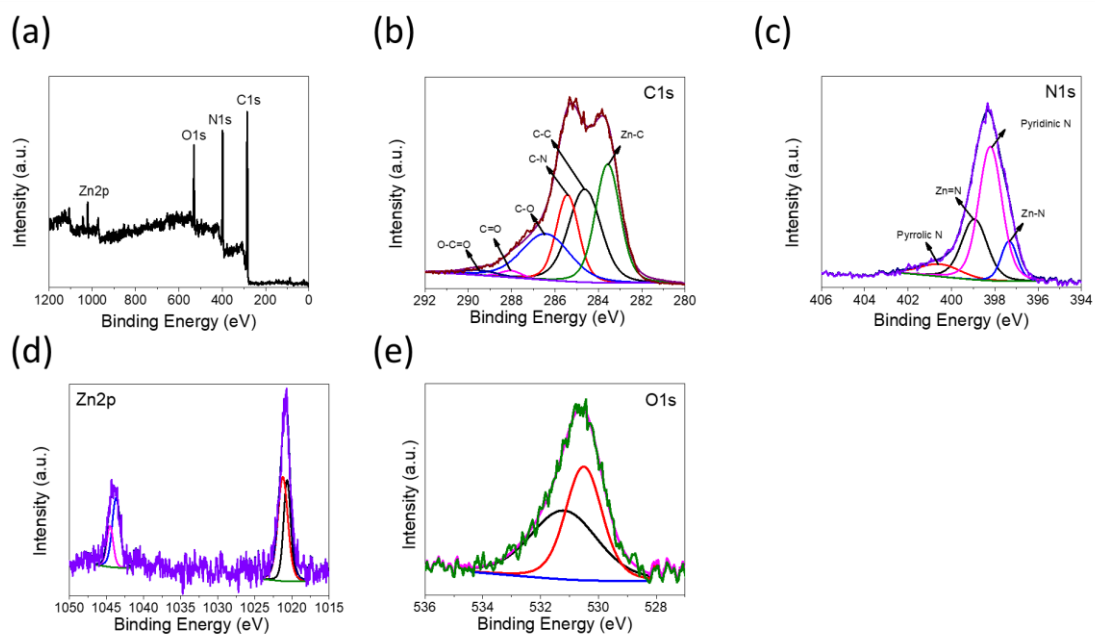 (a)
(b)
(c)
C1s
N1s
O1s
Zn2p
Intensity (a.u.)
1200 1000 800 600 400 200 0
Binding Energy (eV)
C1s
C-C
Zn-C
C-N
C-O
C=O
O-C=O
Intensity (a.u.)
292 290 288 286 284 282 280
Binding Energy (eV)
N1s
Pyridinic N
Zn=N
Zn-N
Pyrrolic N
Intensity (a.u.)
406 404 402 400 398 396 394
Binding Energy (eV)
(d)
(e)
Zn2p
Intensity (a.u.)
1050 1045 1040 1035 1030 1025 1020 1015
Binding Energy (eV)
O1s
Intensity (a.u.)
536 534 532 530 528
Binding Energy (eV)